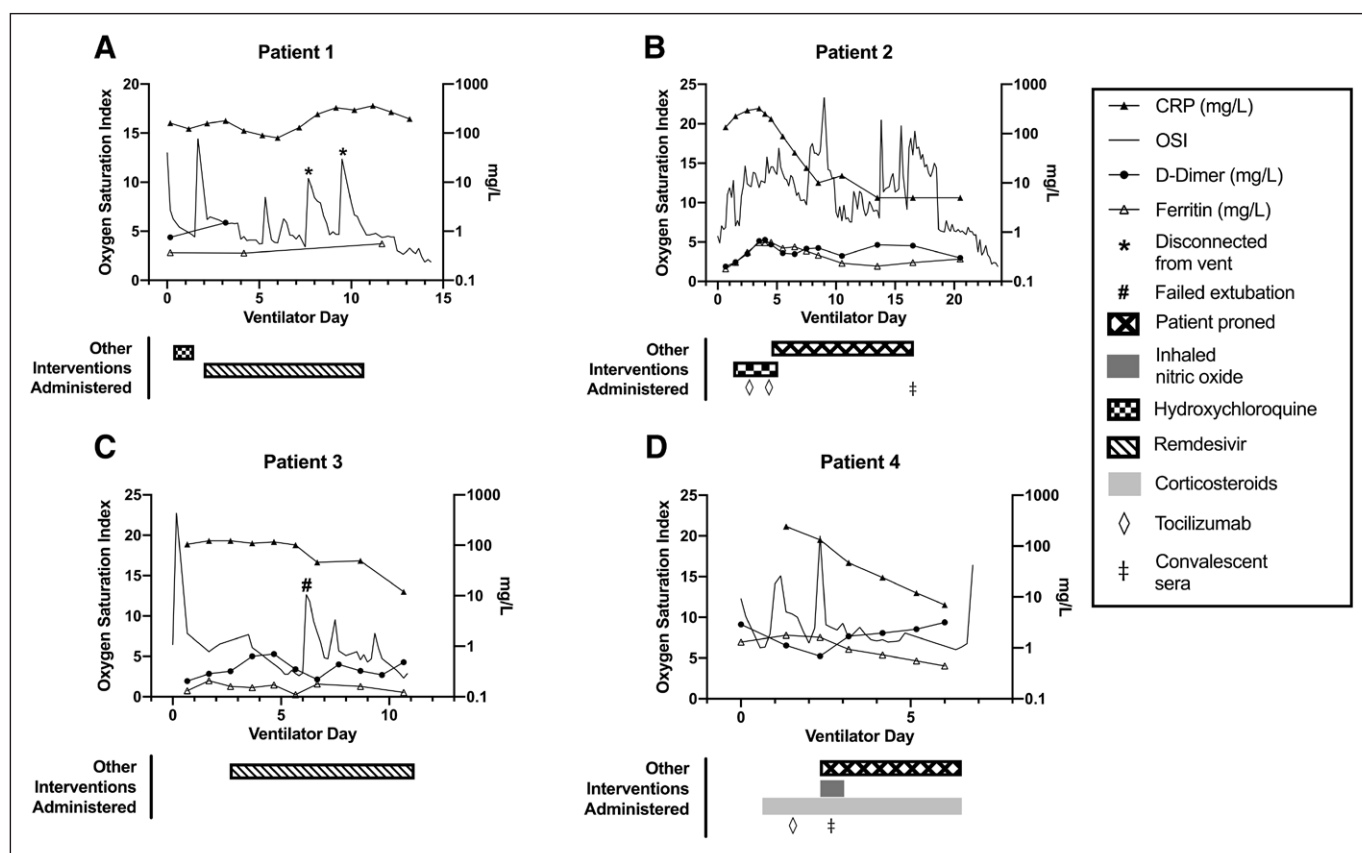 A
Patient 1
Oxygen Saturation Index
20
15
10
5
0
1000
100
10
1
0.1
mg/L
*
*
0
5
10
Ventilator Day
Other
Interventions
Administered
B
Patient 2
Oxygen Saturation Index
25
20
15
10
5
0
1000
100
10
1
0.1
mg/L
0
5
10
15
20
Ventilator Day
Other
Interventions
Administered
‡
C
Patient 3
Oxygen Saturation Index
25
20
15
10
5
0
1000
100
10
1
0.1
mg/L
#
0
5
10
Ventilator Day
Other
Interventions
Administered
D
Patient 4
Oxygen Saturation Index
25
20
15
10
5
0
1000
100
10
1
0.1
mg/L
0
5
Ventilator Day
Other
Interventions
Administered
‡
CRP (mg/L)
OSI
D-Dimer (mg/L)
Ferritin (mg/L)
* Disconnected
from vent
# Failed extubation
Patient proned
Inhaled
nitric oxide
Hydroxychloroquine
Remdesivir
Corticosteroids
Tocilizumab
‡ Convalescent
sera